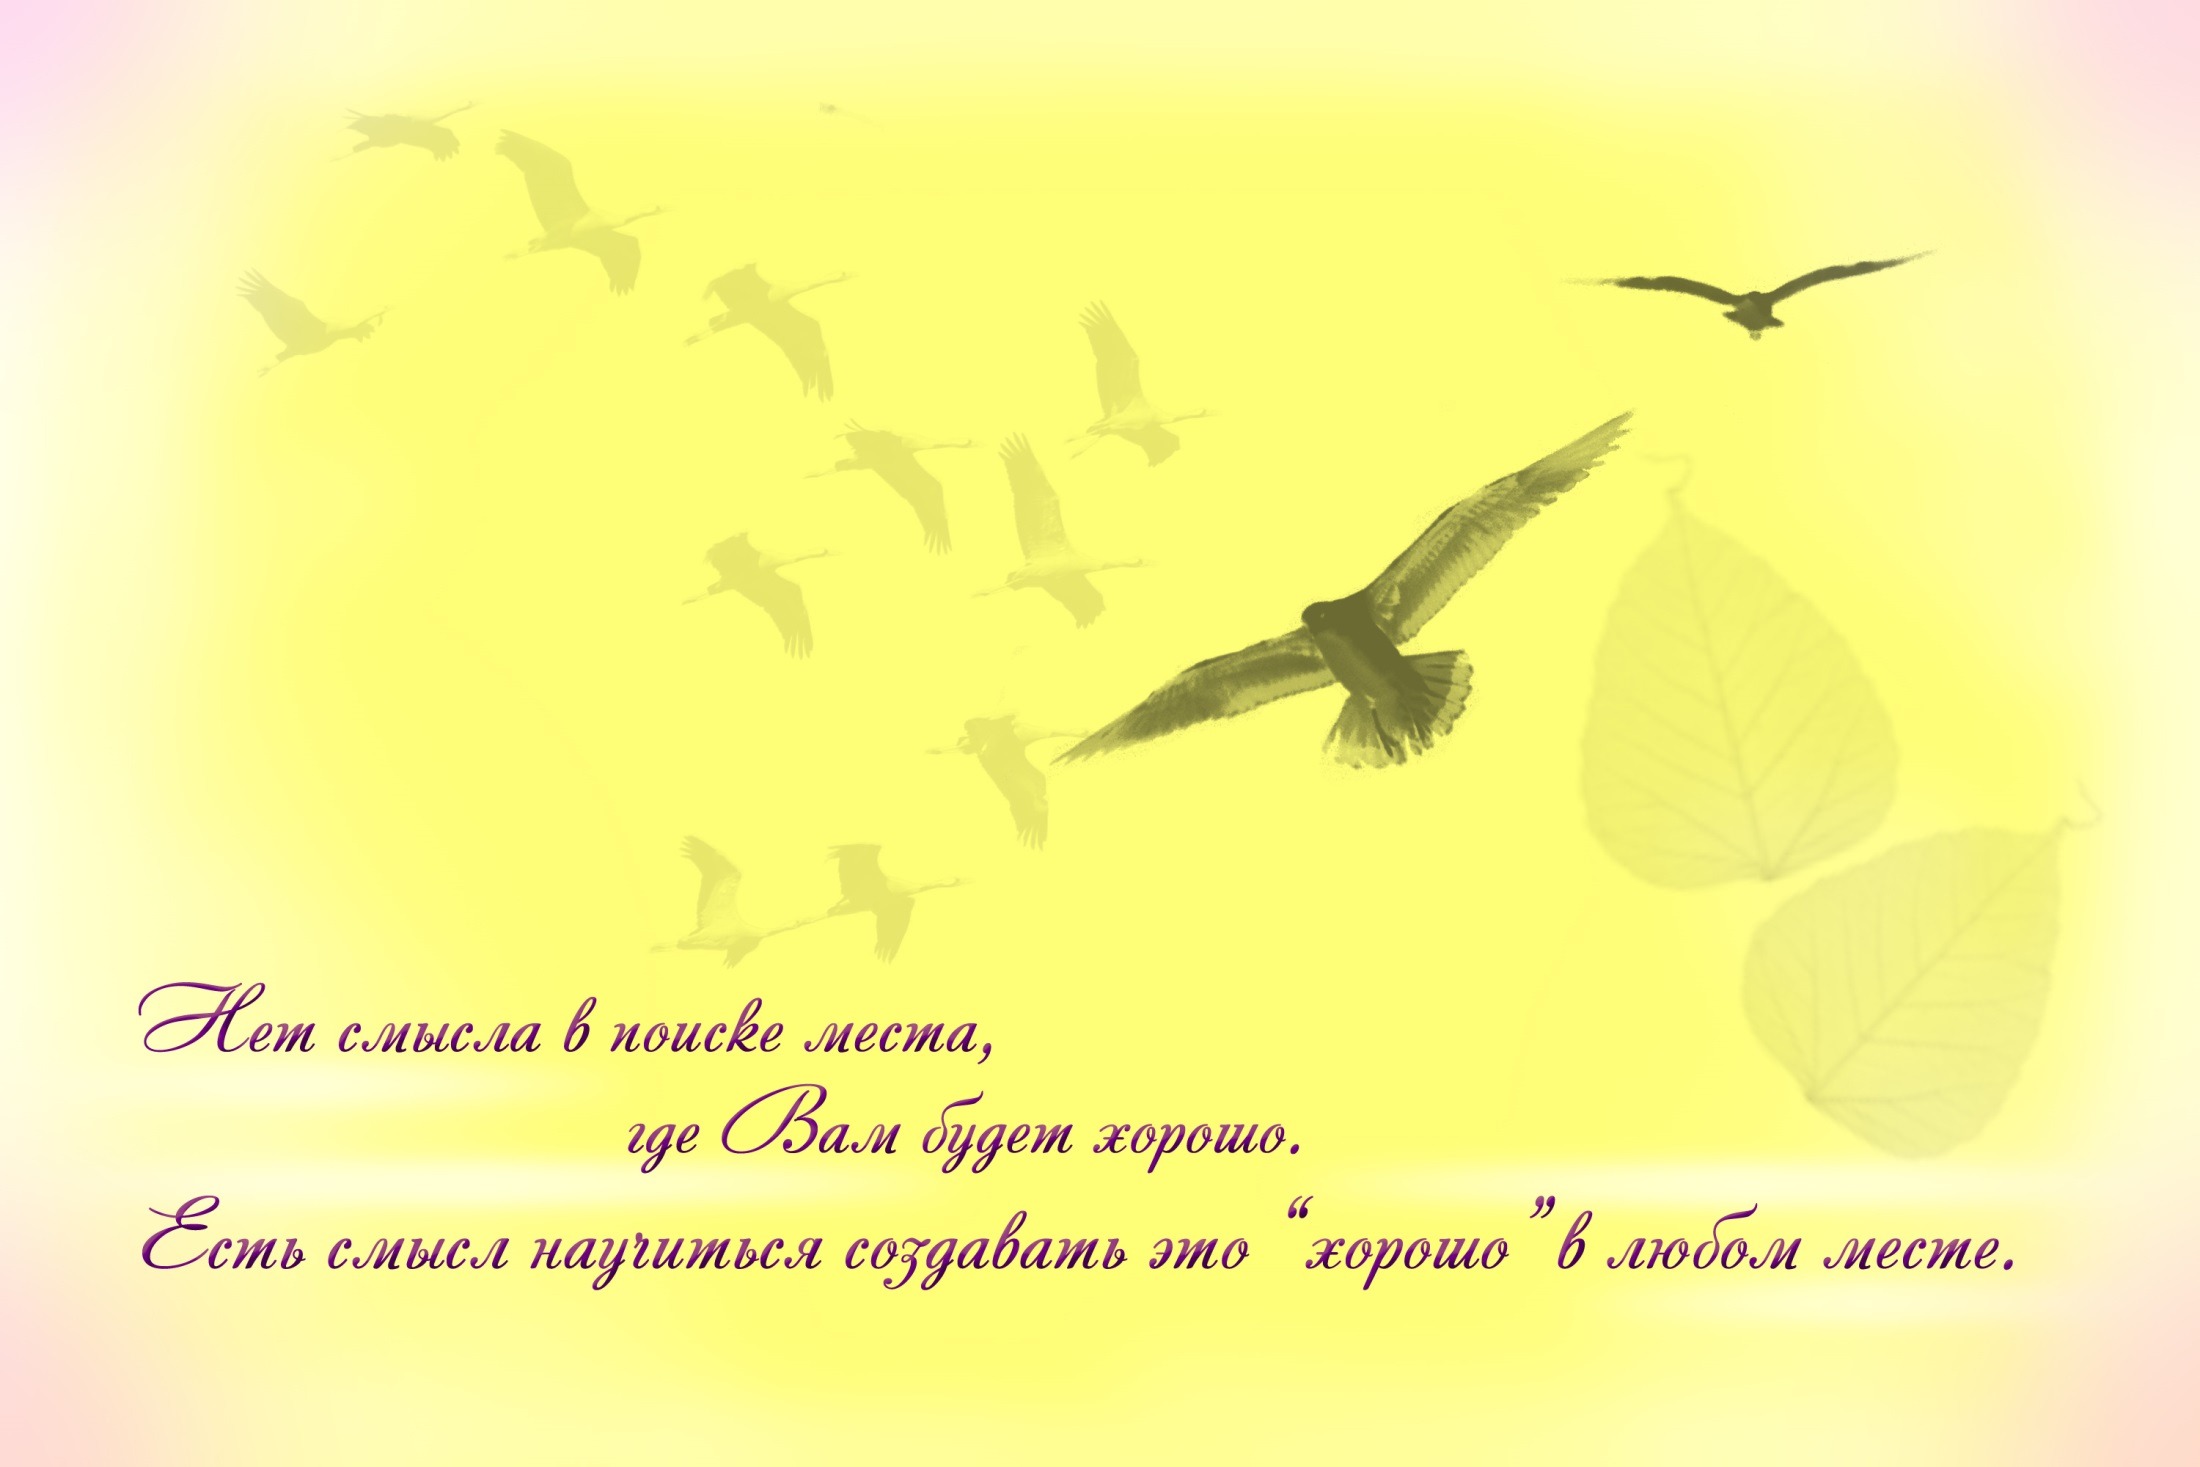 Нет смысла в поиске места,
где Вам будет хорошо.
Есть смысл научиться создавать это “хорошо” в любом месте.